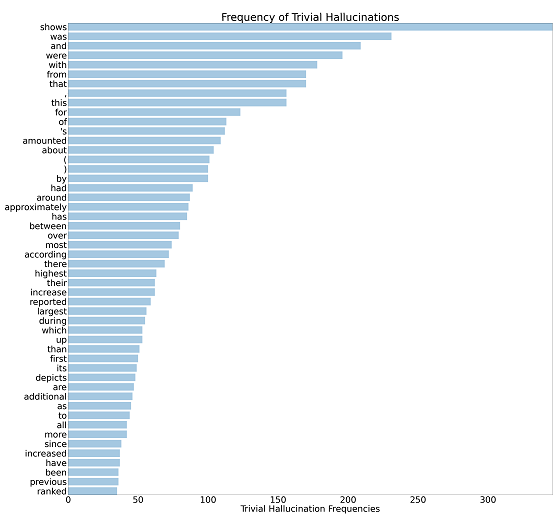 Frequency of Trivial Hallucinations
shows
was
and
were
with
from
that
,
this
for
of
's
amounted
about
(
)
by
had
around
approximately
has
between
over
most
according
there
highest
their
increase
reported
largest
during
which
up
than
first
its
depicts
are
additional
as
to
all
more
since
increased
have
been
previous
ranked
0 50 100 150 200 250 300
Trivial Hallucination Frequencies